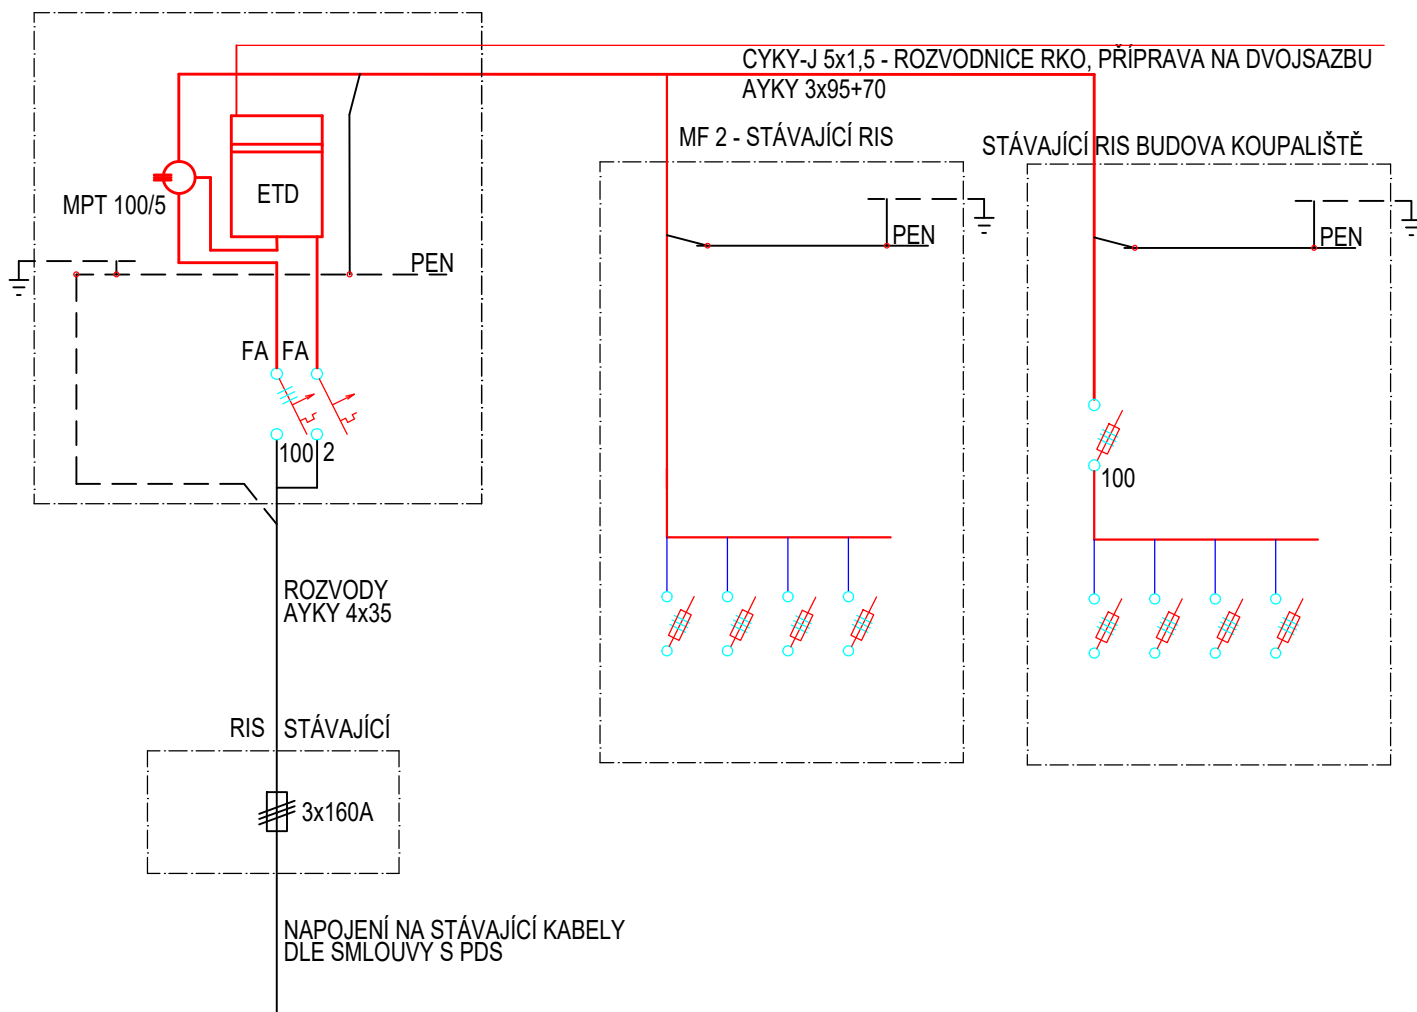 CYKY-J 5x1,5 - ROZVODNICE RKO, PŘÍPRAVA NA DVOJSAZBU
AYKY 3x95+70
MF 2 - STÁVAJÍCÍ RIS
STÁVAJÍCÍ RIS BUDOVA KOUPALIŠTĚ
MPT 100/5
ETD
PEN
PEN
PEN
FA FA
100 2
100
ROZVODY
AYKY 4x35
RIS STÁVAJÍCÍ
3x160A
NAPOJENÍ NA STÁVAJÍCÍ KABELY
DLE SMLOUVY S PDS